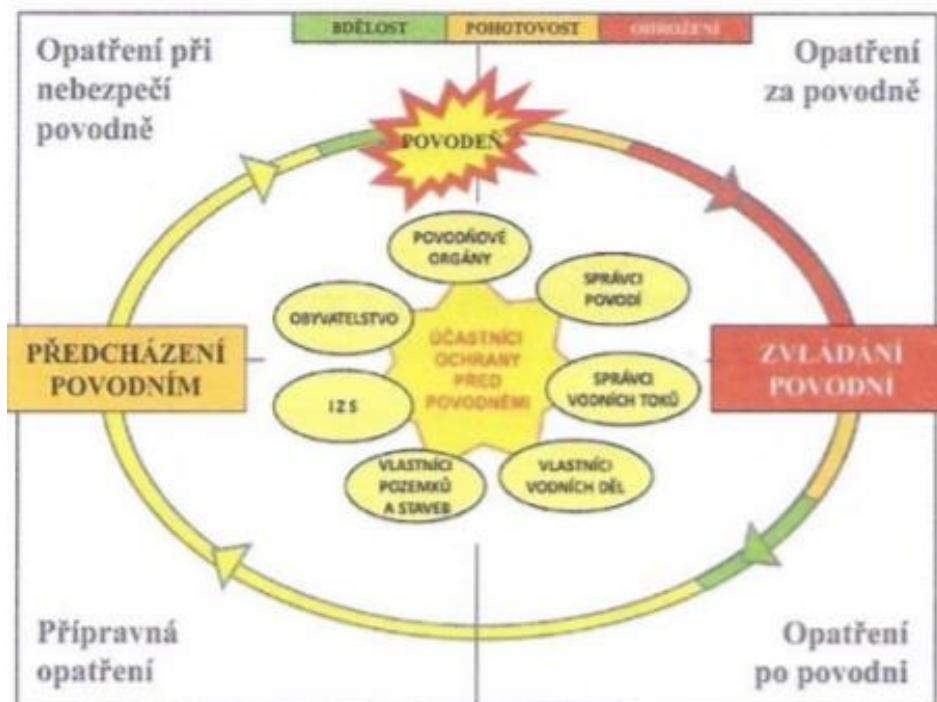 BDĚLOST
POHOTOVOST
OHROŽENÍ
Opatření při
nebezpečí
povodně
Opatření
za povodně
POVODEŇ
POVODŇOVÉ
ORGÁNY
SPRÁVCI
POVODÍ
OBYVATELSTVO
ÚČASTNÍCI
OCHRANY
PŘED
POVODNĚMI
PŘEDCHÁZENÍ
POVODNÍM
ZVLÁDÁNÍ
POVODNÍ
I Z S
SPRÁVCI
VODNÍCH TOKŮ
VLASTNÍCI
POZEMKŮ
A STAVEB
VLASTNÍCI
VODNÍCH DĚL
Přípravná
opatření
Opatření
po povodni